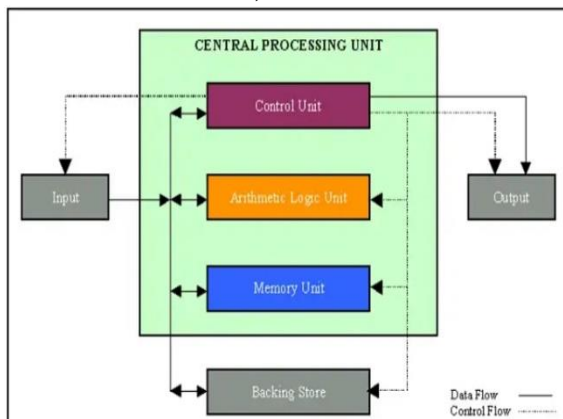 CENTRAL PROCESSING UNIT
Control Unit
Input
Arithmetic Logic Unit
Output
Memory Unit
Backing Store
Data Flow
Control Flow